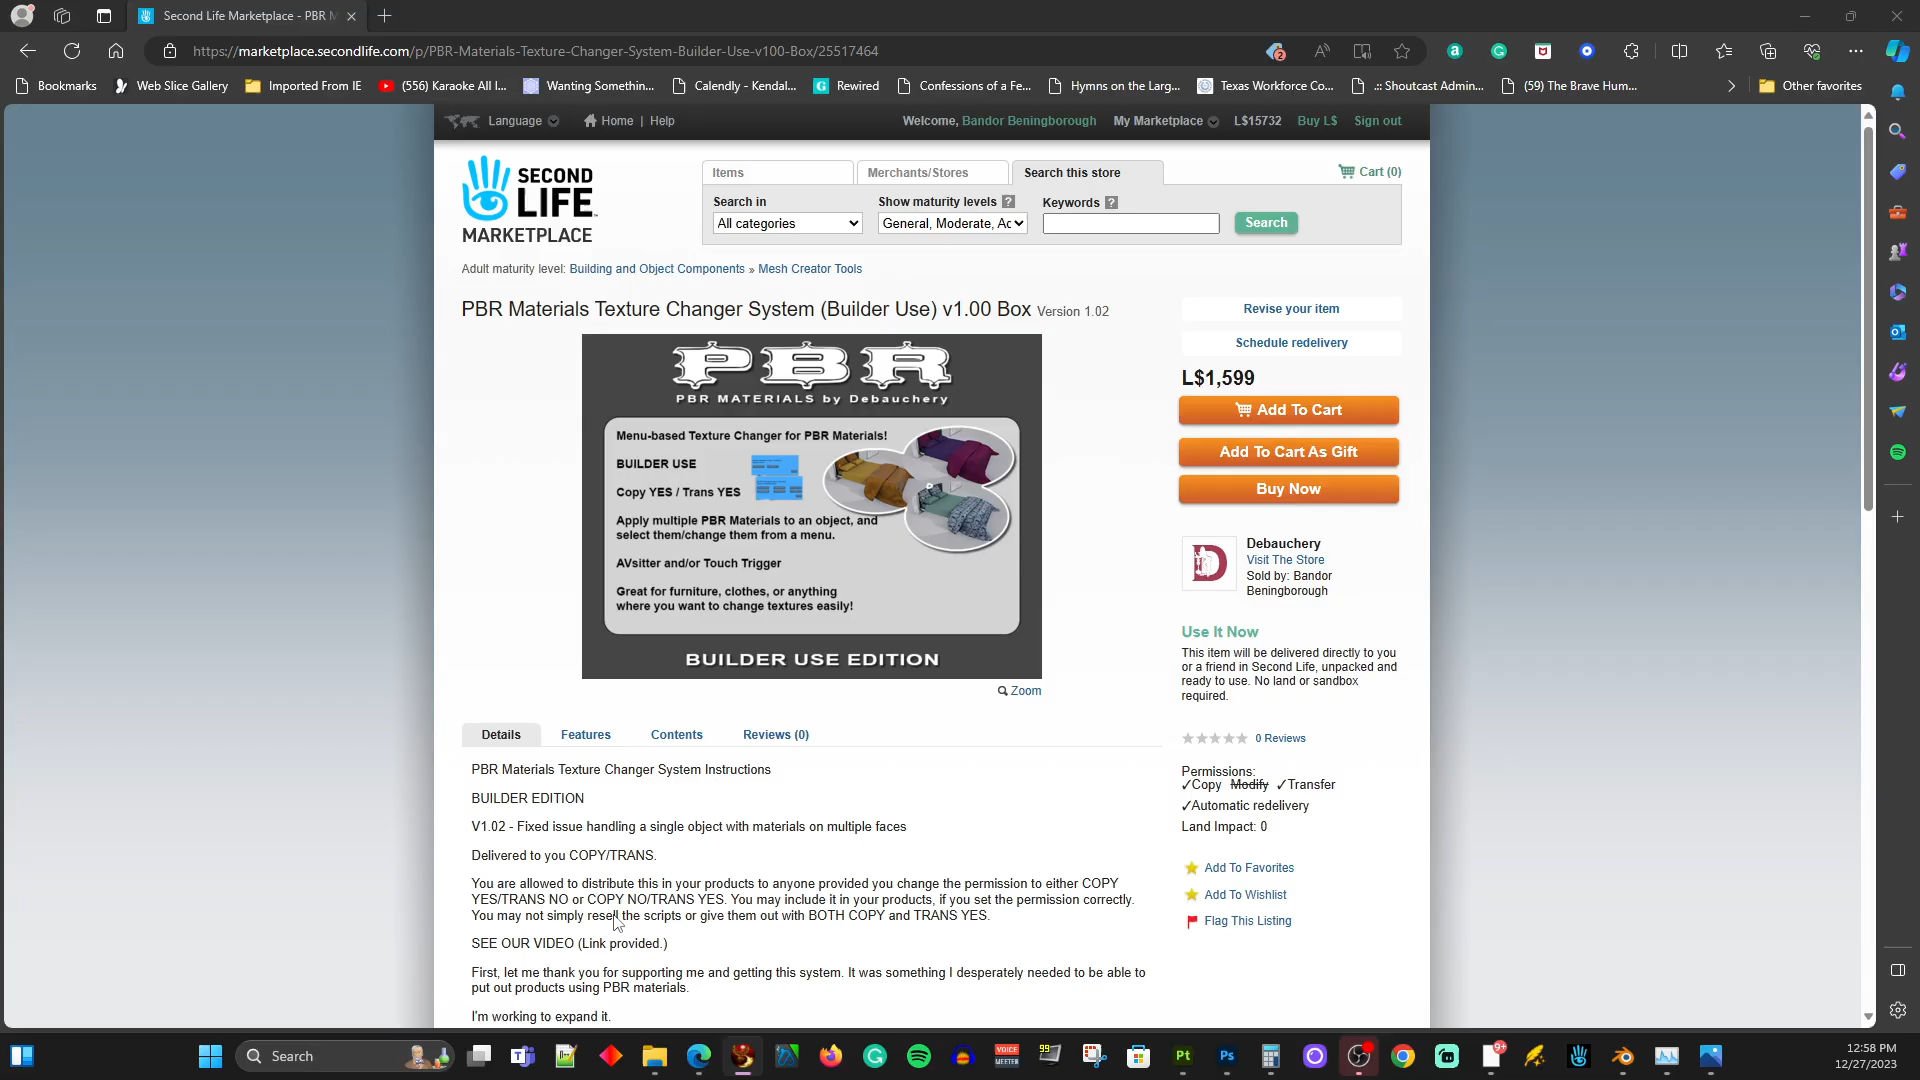 Second Life Marketplace - PBR M
https://marketplace.secondlife.com/p/PBR-Materials-Texture-Changer-System-Builder-Use-v100-Box/25517464
Bookmarks
Web Slice Gallery
Imported From IE
(556) Karaoke All I...
Wanting Somethin...
Calendly - Kendal...
Rewired
Confessions of a Fe...
Hymns on the Larg...
Texas Workforce Co...
.:: Shoutcast Admin...
(59) The Brave Hum...
Other favorites
Language
Home | Help
Welcome, Bandor Beningborough
My Marketplace
L$15732
Buy L$
Sign out
SECOND
LIFE
MARKETPLACE
Items
Merchants/Stores
Search this store
Cart (0)
Search in
Show maturity levels ?
Keywords ?
All categories
General, Moderate, Ac
Search
Adult maturity level: Building and Object Components » Mesh Creator Tools
PBR Materials Texture Changer System (Builder Use) v1.00 Box Version 1.02
PBR
PBR MATERIALS by Debauchery
Menu-based Texture Changer for PBR Materials!
BUILDER USE
Copy YES / Trans YES
Apply multiple PBR Materials to an object, and
select them/change them from a menu.
AVsitter and/or Touch Trigger
Great for furniture, clothes, or anything
where you want to change textures easily!
BUILDER USE EDITION
Zoom
Revise your item
Schedule redelivery
L$1,599
Add To Cart
Add To Cart As Gift
Buy Now
D
Debauchery
Visit The Store
Sold by: Bandor
Beningborough
Use It Now
This item will be delivered directly to you
or a friend in Second Life, unpacked and
ready to use. No land or sandbox
required.
0 Reviews
Permissions:
✓Copy Modify ✓Transfer
✓Automatic redelivery
Land Impact: 0
Add To Favorites
Add To Wishlist
Flag This Listing
Details
Features
Contents
Reviews (0)
PBR Materials Texture Changer System Instructions
BUILDER EDITION
V1.02 - Fixed issue handling a single object with materials on multiple faces
Delivered to you COPY/TRANS.
You are allowed to distribute this in your products to anyone provided you change the permission to either COPY
YES/TRANS NO or COPY NO/TRANS YES. You may include it in your products, if you set the permission correctly.
You may not simply resell the scripts or give them out with BOTH COPY and TRANS YES.
SEE OUR VIDEO (Link provided.)
First, let me thank you for supporting me and getting this system. It was something I desperately needed to be able to
put out products using PBR materials.
I'm working to expand it.
Search
VOICE
MEETER
99
Pt
Ps
9+
12:58 PM
12/27/2023